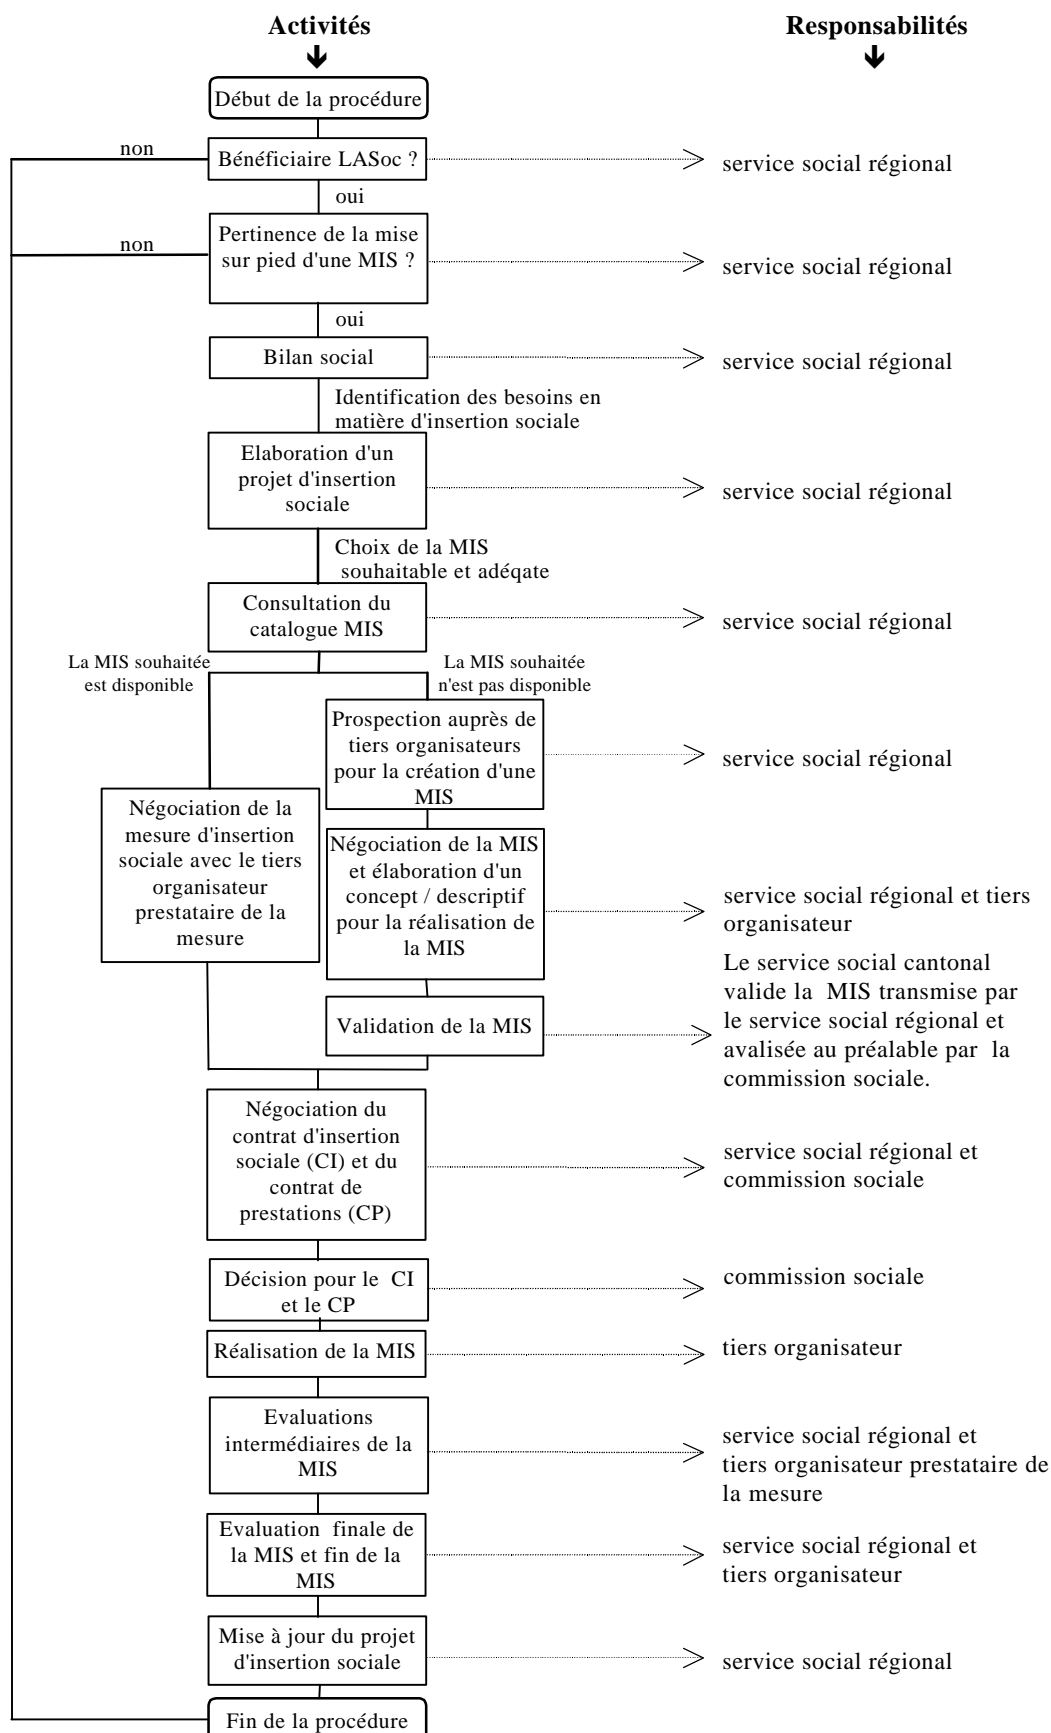 Activités
Responsabilités
Début de la procédure
non
Bénéficiaire LASoc ?
service social régional
oui
non
Pertinence de la mise
sur pied d'une MIS ?
service social régional
oui
Bilan social
service social régional
Identification des besoins en
matière d'insertion sociale
Elaboration d'un
projet d'insertion
sociale
service social régional
Choix de la MIS
souhaitable et adéqate
Consultation du
catalogue MIS
service social régional
La MIS souhaitée
est disponible
La MIS souhaitée
n'est pas disponible
Prospection auprès de
tiers organisateurs
pour la création d'une
MIS
service social régional
Négociation de la
mesure d'insertion
sociale avec le tiers
organisateur
prestataire de la
mesure
Négociation de la MIS
et élaboration d'un
concept / descriptif
pour la réalisation de
la MIS
service social régional et tiers
organisateur
Validation de la MIS
Le service social cantonal
valide la MIS transmise par
le service social régional et
avalisée au préalable par la
commission sociale.
Négociation du
contrat d'insertion
sociale (CI) et du
contrat de
prestations (CP)
service social régional et
commission sociale
Décision pour le CI
et le CP
commission sociale
Réalisation de la MIS
tiers organisateur
Evaluations
intermédiaires de la
MIS
service social régional et
tiers organisateur prestataire de
la mesure
Evaluation finale de
la MIS et fin de la
MIS
service social régional et
tiers organisateur
Mise à jour du projet
d'insertion sociale
service social régional
Fin de la procédure